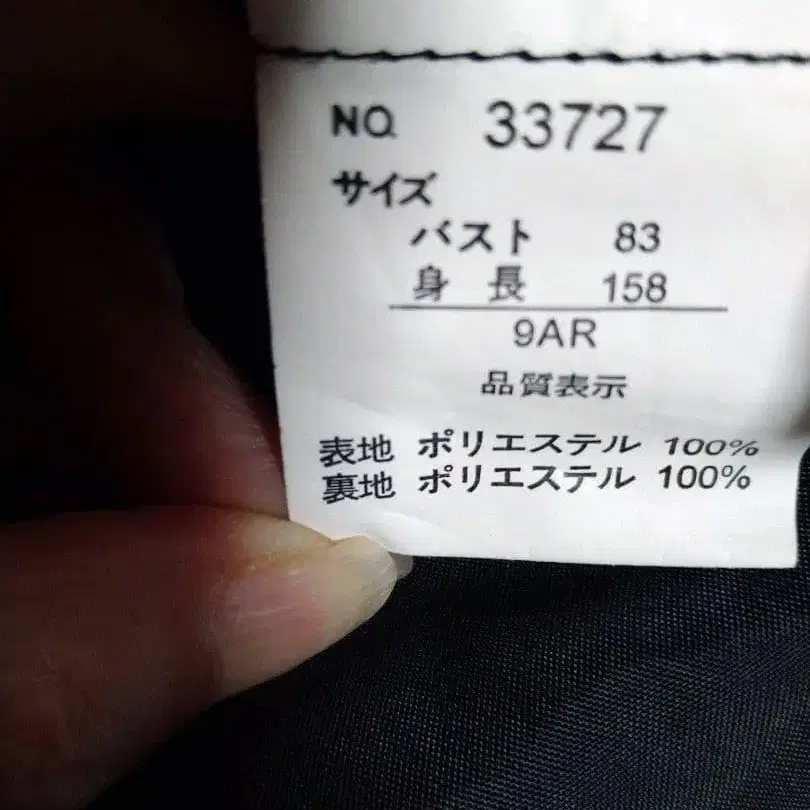 NO 33727
サイズ
バスト 83
身長 158
9AR
品質表示
表地 ポリエステル 100%
裏地 ポリエステル 100%